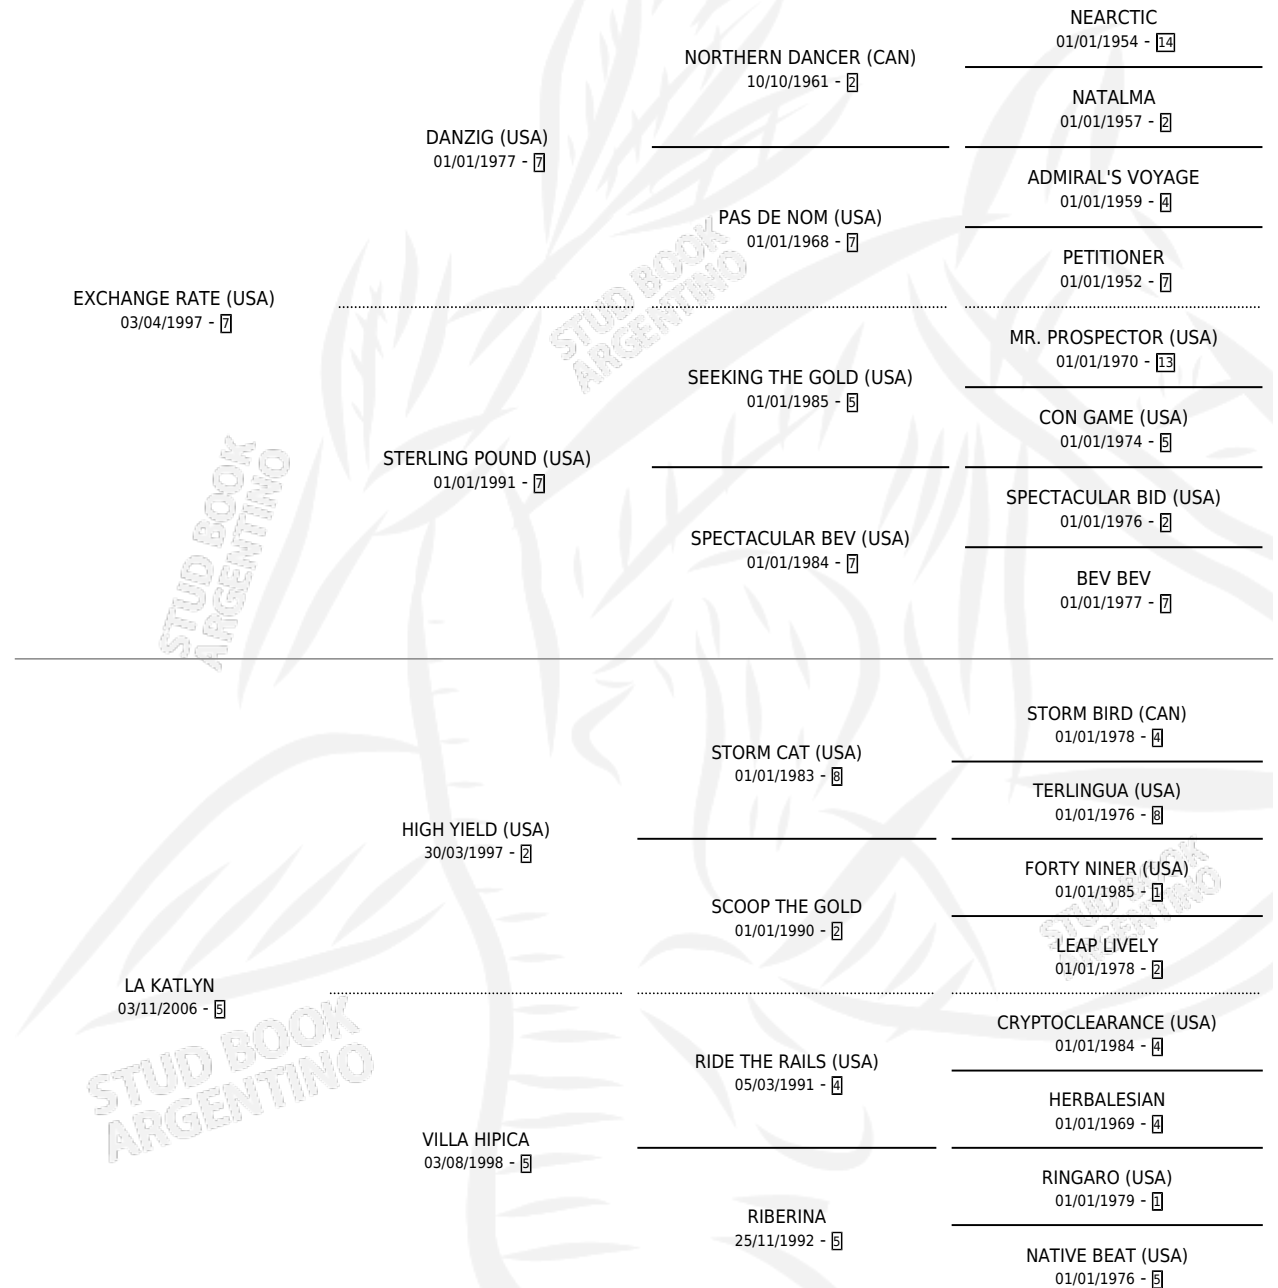 NEARCTIC
01/01/1954 - 14
NORTHERN DANCER (CAN)
10/10/1961 - 2
NATALMA
01/01/1957 - 2
DANZIG (USA)
01/01/1977 - 7
ADMIRAL'S VOYAGE
01/01/1959 - 4
PAS DE NOM (USA)
01/01/1968 - 7
PETITIONER
01/01/1952 - 7
EXCHANGE RATE (USA)
03/04/1997 - 7
STUD BOOK
ARGENTINO
MR. PROSPECTOR (USA)
01/01/1970 - 13
SEEKING THE GOLD (USA)
01/01/1985 - 5
CON GAME (USA)
01/01/1974 - 5
STERLING POUND (USA)
01/01/1991 - 7
SPECTACULAR BID (USA)
01/01/1976 - 2
SPECTACULAR BEV (USA)
01/01/1984 - 7
BEV BEV
01/01/1977 - 7
STUD BOOK
ARGENTINO
STORM BIRD (CAN)
01/01/1978 - 4
STORM CAT (USA)
01/01/1983 - 8
TERLINGUA (USA)
01/01/1976 - 8
HIGH YIELD (USA)
30/03/1997 - 2
FORTY NINER (USA)
01/01/1985 - 1
SCOOP THE GOLD
01/01/1990 - 2
STUD BOOK
ARGENTINO
LEAP LIVELY
01/01/1978 - 2
LA KATLYN
03/11/2006 - 5
STUD BOOK
ARGENTINO
CRYPTOCLEARANCE (USA)
01/01/1984 - 4
RIDE THE RAILS (USA)
05/03/1991 - 4
HERBALESIAN
01/01/1969 - 4
VILLA HIPICA
03/08/1998 - 5
RINGARO (USA)
01/01/1979 - 1
RIBERINA
25/11/1992 - 5
NATIVE BEAT (USA)
01/01/1976 - 5